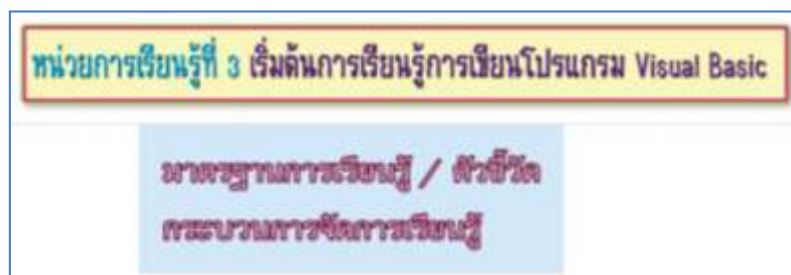 หน่วยการเรียนรู้ที่ 3 เริ่มต้นการเรียนรู้การเขียนโปรแกรม Visual Basic
มาตรฐานการเรียนรู้ / ตัวชี้วัด
กระบวนการจัดการเรียนรู้